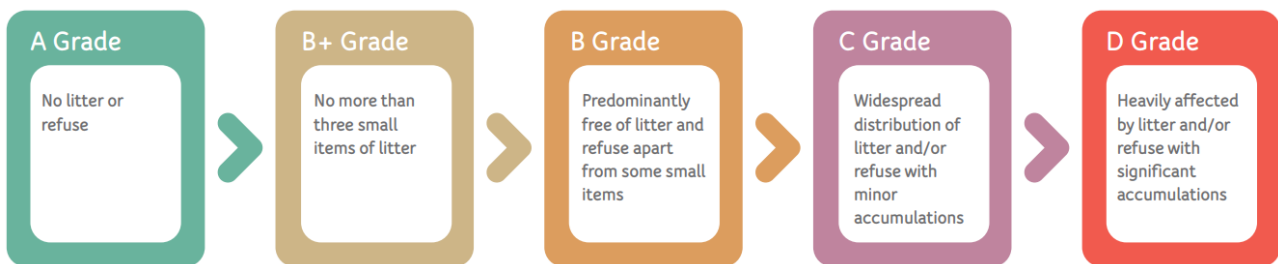 A Grade
No litter or
refuse
B+ Grade
No more than
three small
items of litter
B Grade
Predominantly
free of litter and
refuse apart
from some small
items
C Grade
Widespread
distribution of
litter and/or
refuse with
minor
accumulations
D Grade
Heavily affected
by litter and/or
refuse with
significant
accumulations